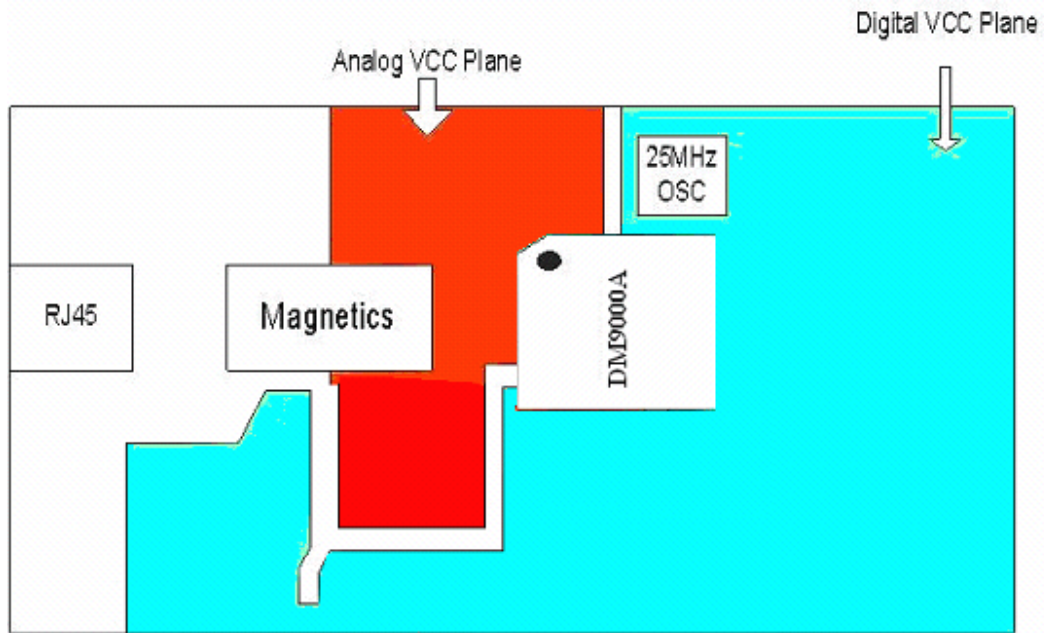 Digital VCC Plane
Analog VCC Plane
25MHz
OSC
RJ45
Magnetics
DM9000A